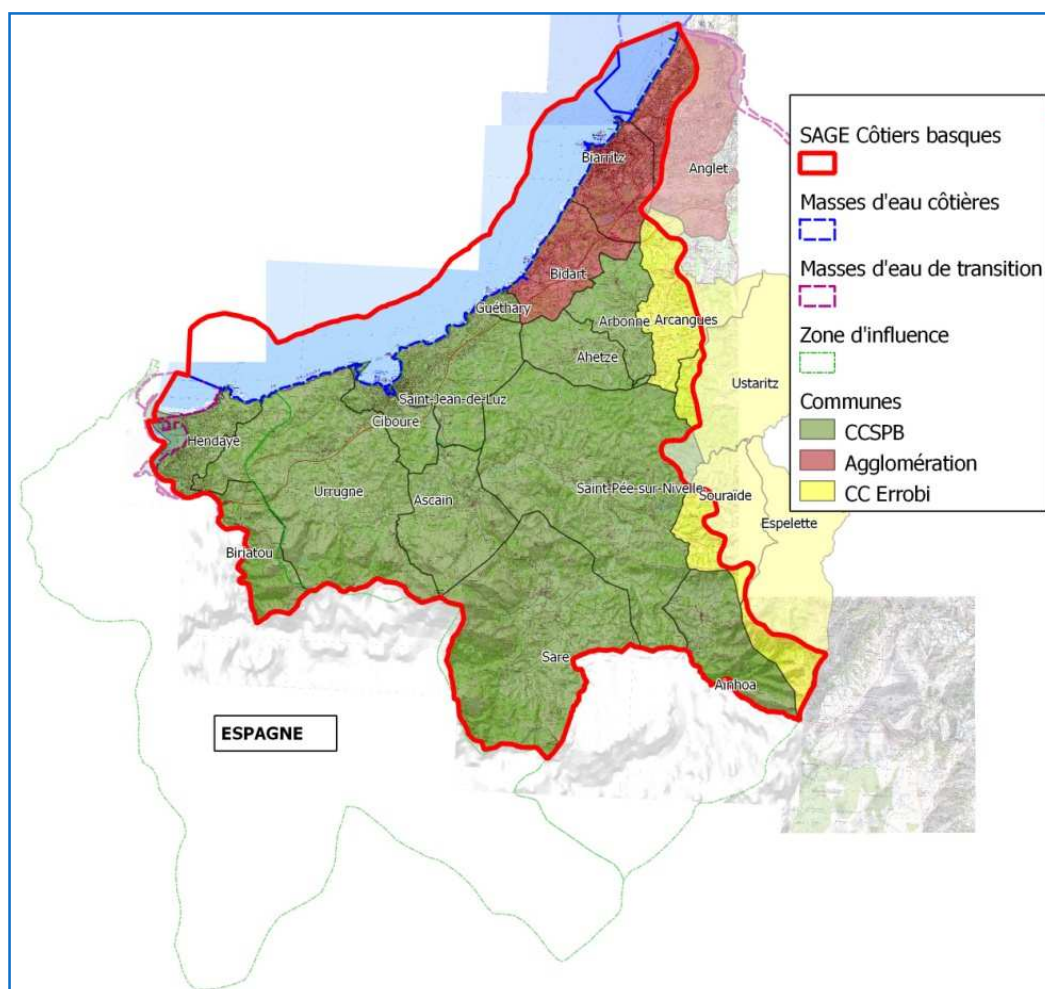 SAGE Côtiers basques
Masses d'eau côtières
Masses d'eau de transition
Zone d'influence
Communes
CCSPB
Agglomération
CC Errobi
Biarritz
Anglet
Bidart
Guéthary
Arbonne
Arcangues
Ahetze
Ustaritz
Saint-Jean-de-Luz
Ciboure
Hendaye
Urrugne
Ascain
Saint-Pée-sur-Nivelle
Souraïde
Espelette
Biriatou
Sare
Ainhoa
ESPAGNE